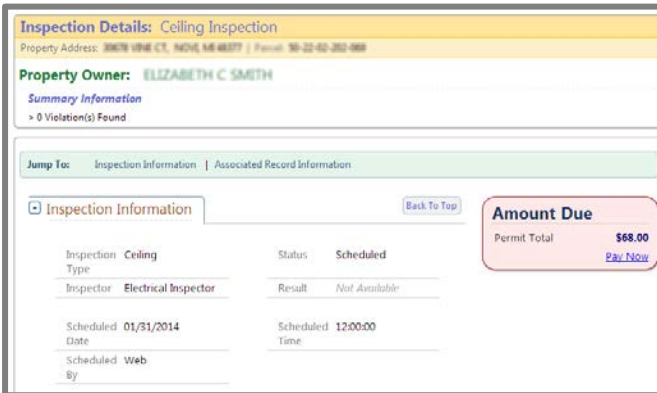 Inspection Details: Ceiling Inspection
Property Address:
Property Owner: ELIZABETH C SMITH
Summary Information
> 0 Violation(s) Found
Jump To: Inspection Information | Associated Record Information
Inspection Information
Back To Top
Inspection Type Ceiling
Status Scheduled
Inspector Electrical Inspector
Result Not Available
Scheduled Date 01/31/2014
Scheduled Time 12:00:00
Scheduled By Web
Amount Due
Permit Total $68.00
Pay Now